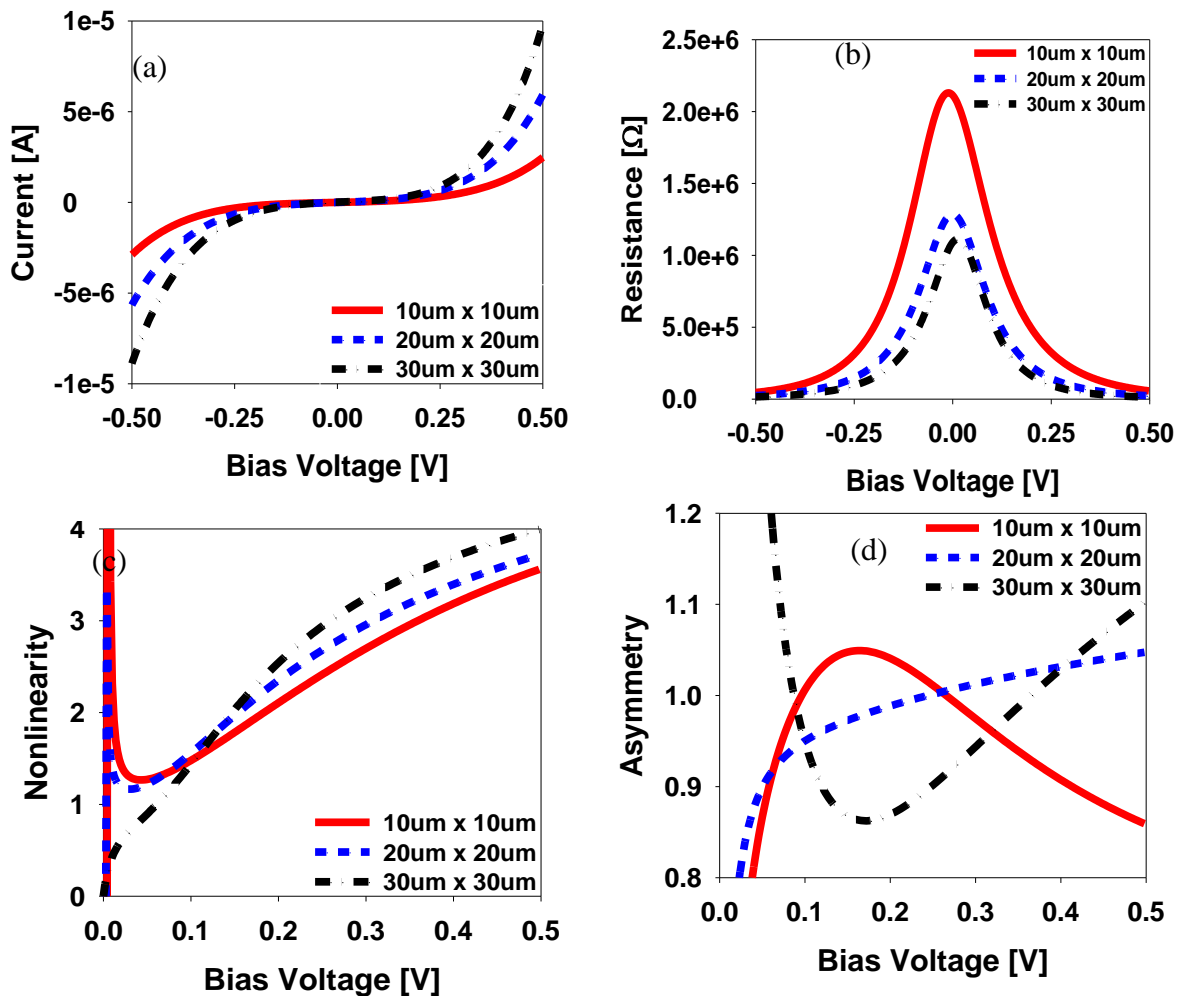 (a)
Current [A]
1e-5
5e-6
0
-5e-6
-1e-5
10um x 10um
20um x 20um
30um x 30um
-0.50 -0.25 0.00 0.25 0.50
Bias Voltage [V]
(b)
Resistance [Ω]
2.5e+6
2.0e+6
1.5e+6
1.0e+6
5.0e+5
0.0
10um x 10um
20um x 20um
30um x 30um
-0.50 -0.25 0.00 0.25 0.50
Bias Voltage [V]
(c)
Nonlinearity
4
3
2
1
0
10um x 10um
20um x 20um
30um x 30um
0.0 0.1 0.2 0.3 0.4 0.5
Bias Voltage [V]
(d)
Asymmetry
1.2
1.1
1.0
0.9
0.8
10um x 10um
20um x 20um
30um x 30um
0.0 0.1 0.2 0.3 0.4 0.5
Bias Voltage [V]